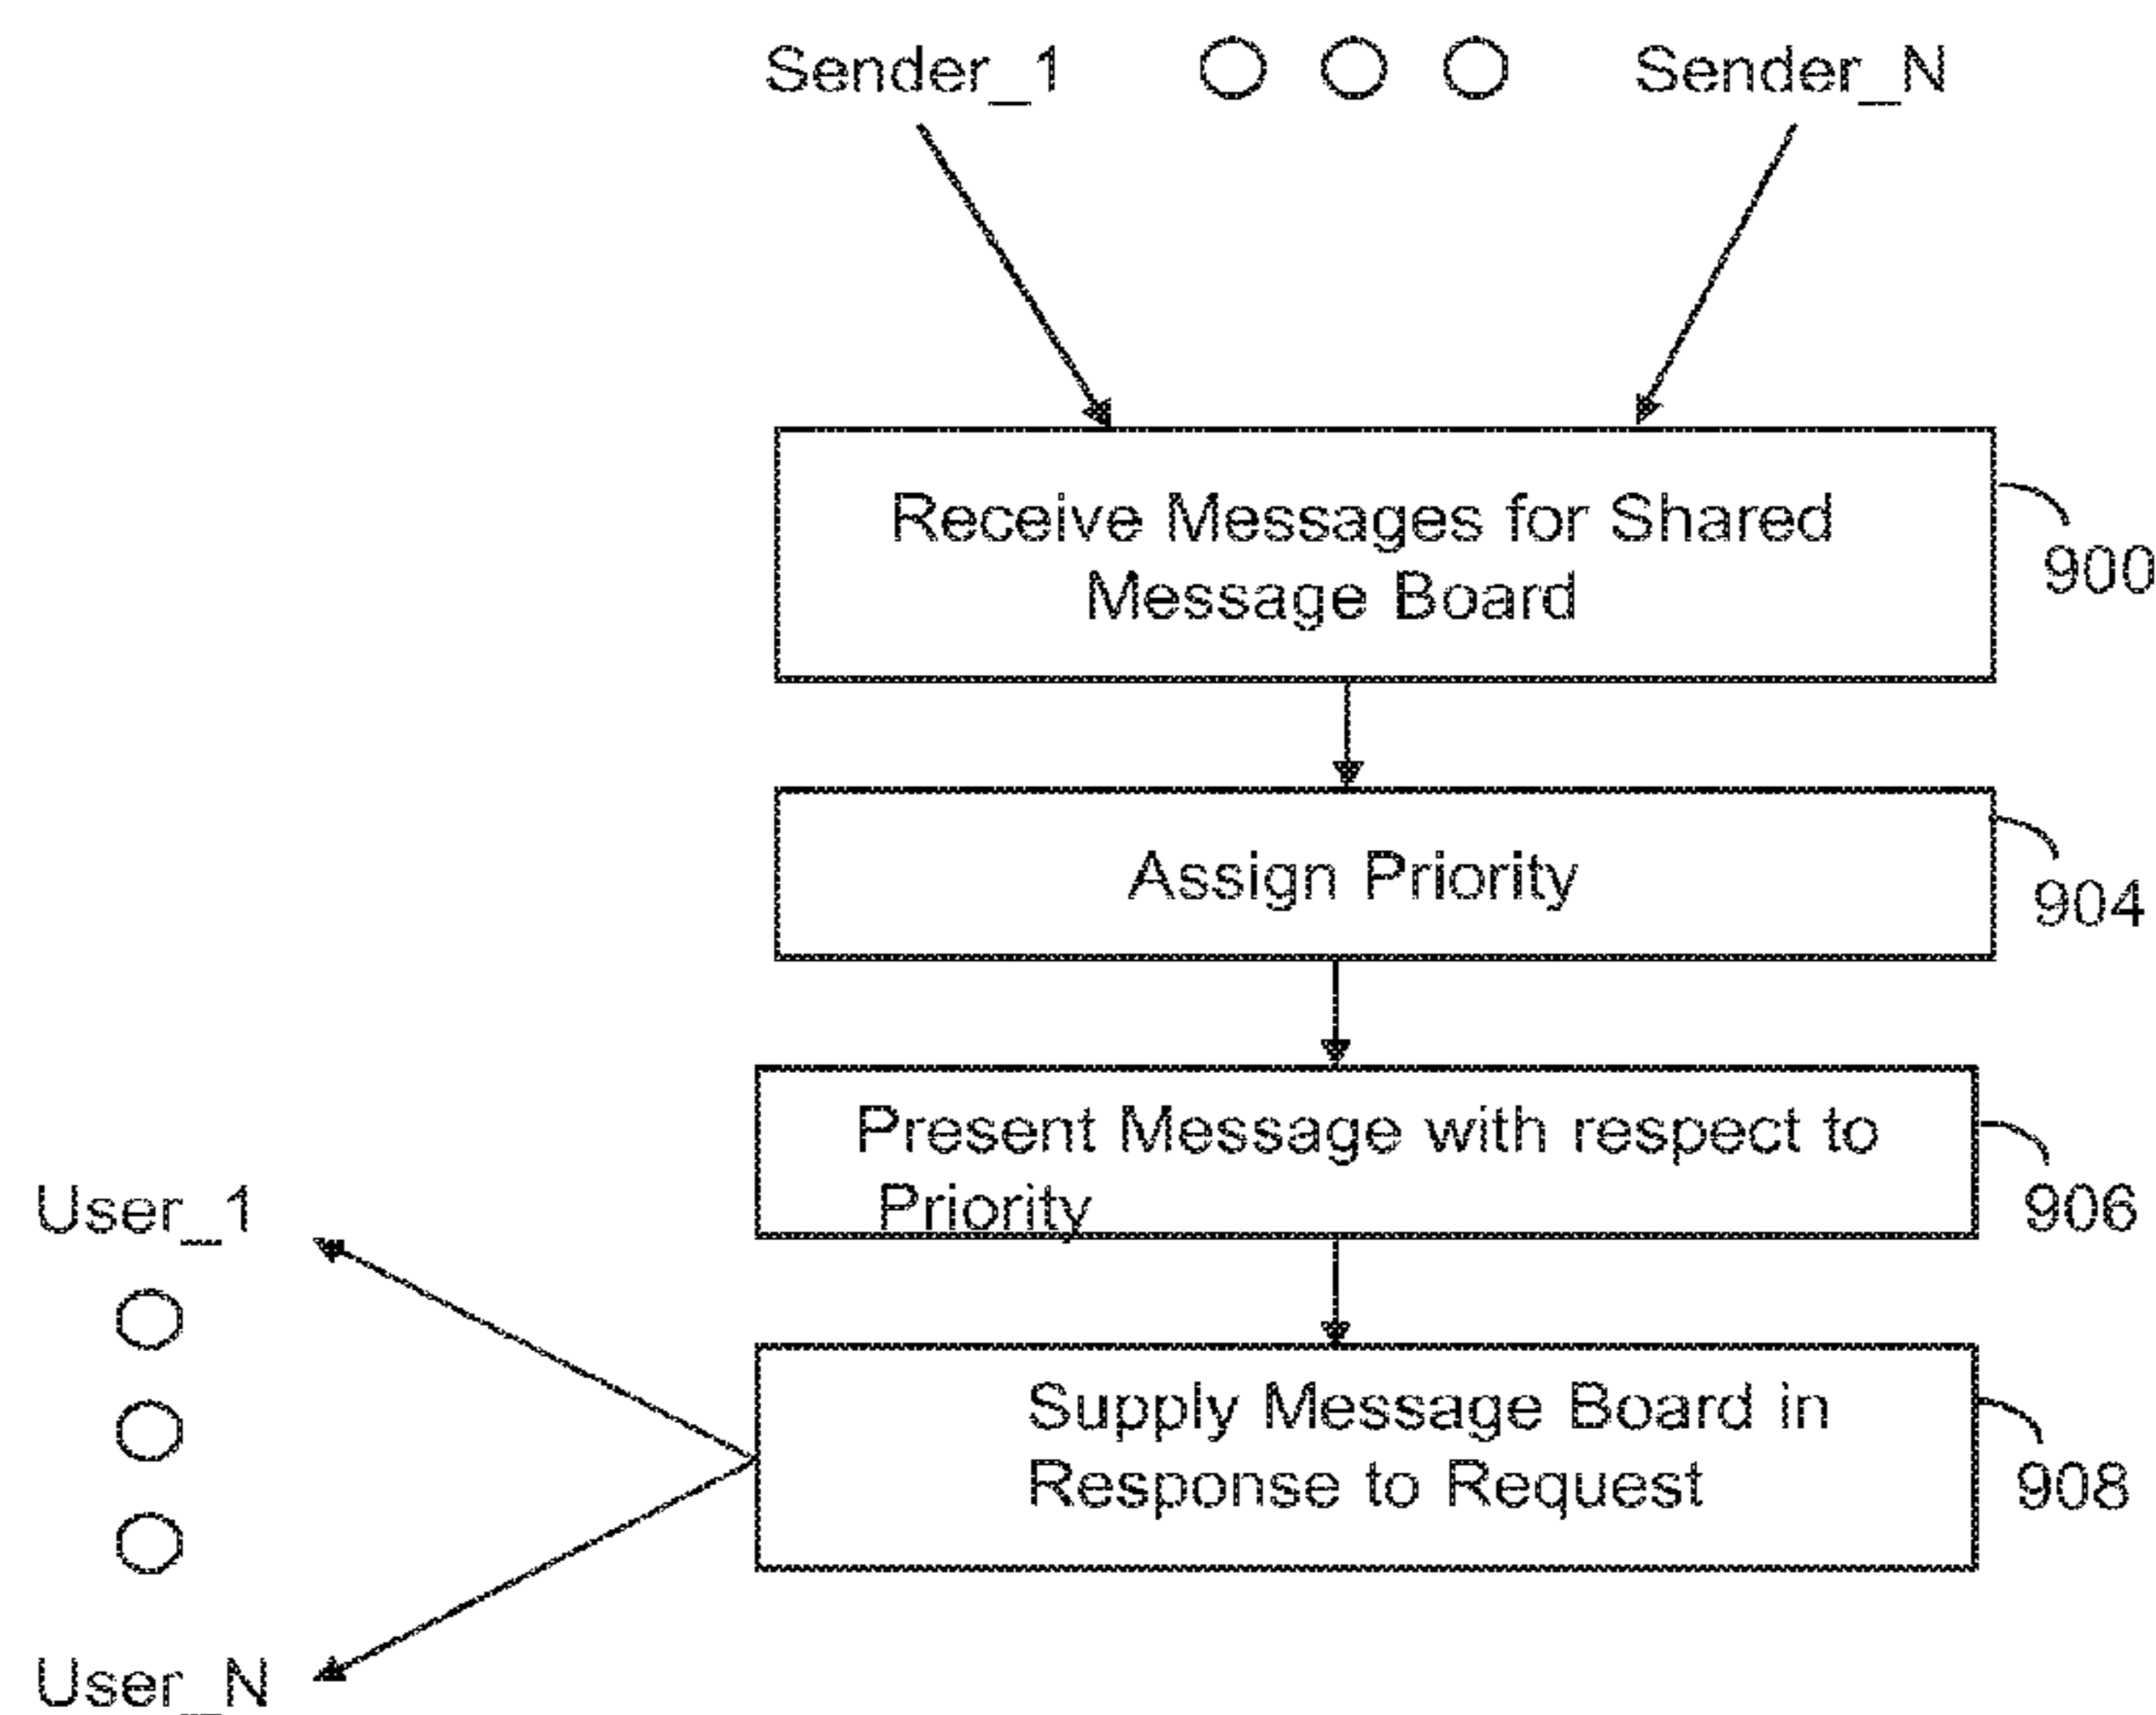 Sender_1
Sender_N
Receive Messages for Shared
Message Board
900
Assign Priority
904
Present Message with respect to
Priority
906
User_1
Supply Message Board in
Response to Request
908
User_N